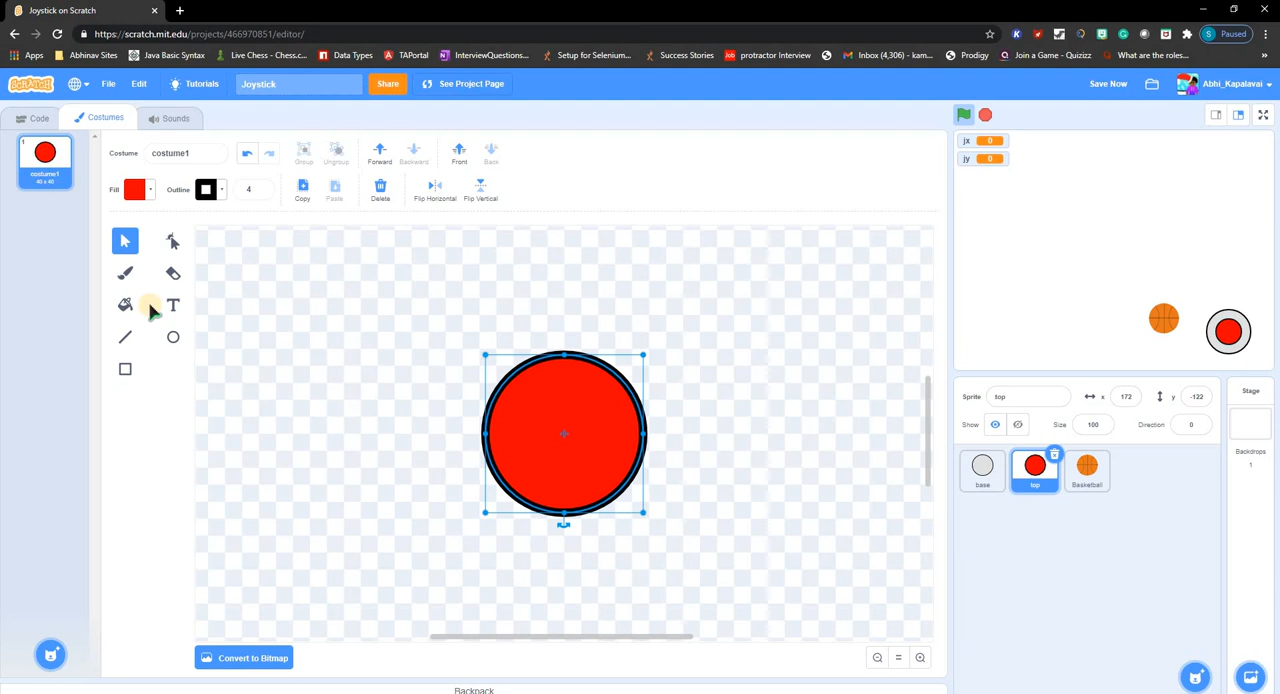 Joystick on Scratch
https://scratch.mit.edu/projects/466970851/editor/
Paused
Apps
Abhinav Sites
Java Basic Syntax
Live Chess - Chess.c...
Data Types
TAPortal
InterviewQuestions...
Setup for Selenium...
Success Stories
protractor Interview
Inbox (4,306) - kam...
Prodigy
Join a Game - Quizizz
What are the roles...
SCRATCH
File
Edit
Tutorials
Joystick
Share
See Project Page
Save Now
Abhi_Kapalavai
Code
Costumes
Sounds
1
costume1
40 x 40
Costume
costume1
Group
Ungroup
Forward
Backward
Front
Back
Fill
Outline
4
Copy
Paste
Delete
Flip Horizontal
Flip Vertical
T
Convert to Bitmap
Backpack
jx 0
jy 0
Sprite
top
x
172
y
-122
Show
Size
100
Direction
0
base
top
Basketball
Stage
Backdrops
1